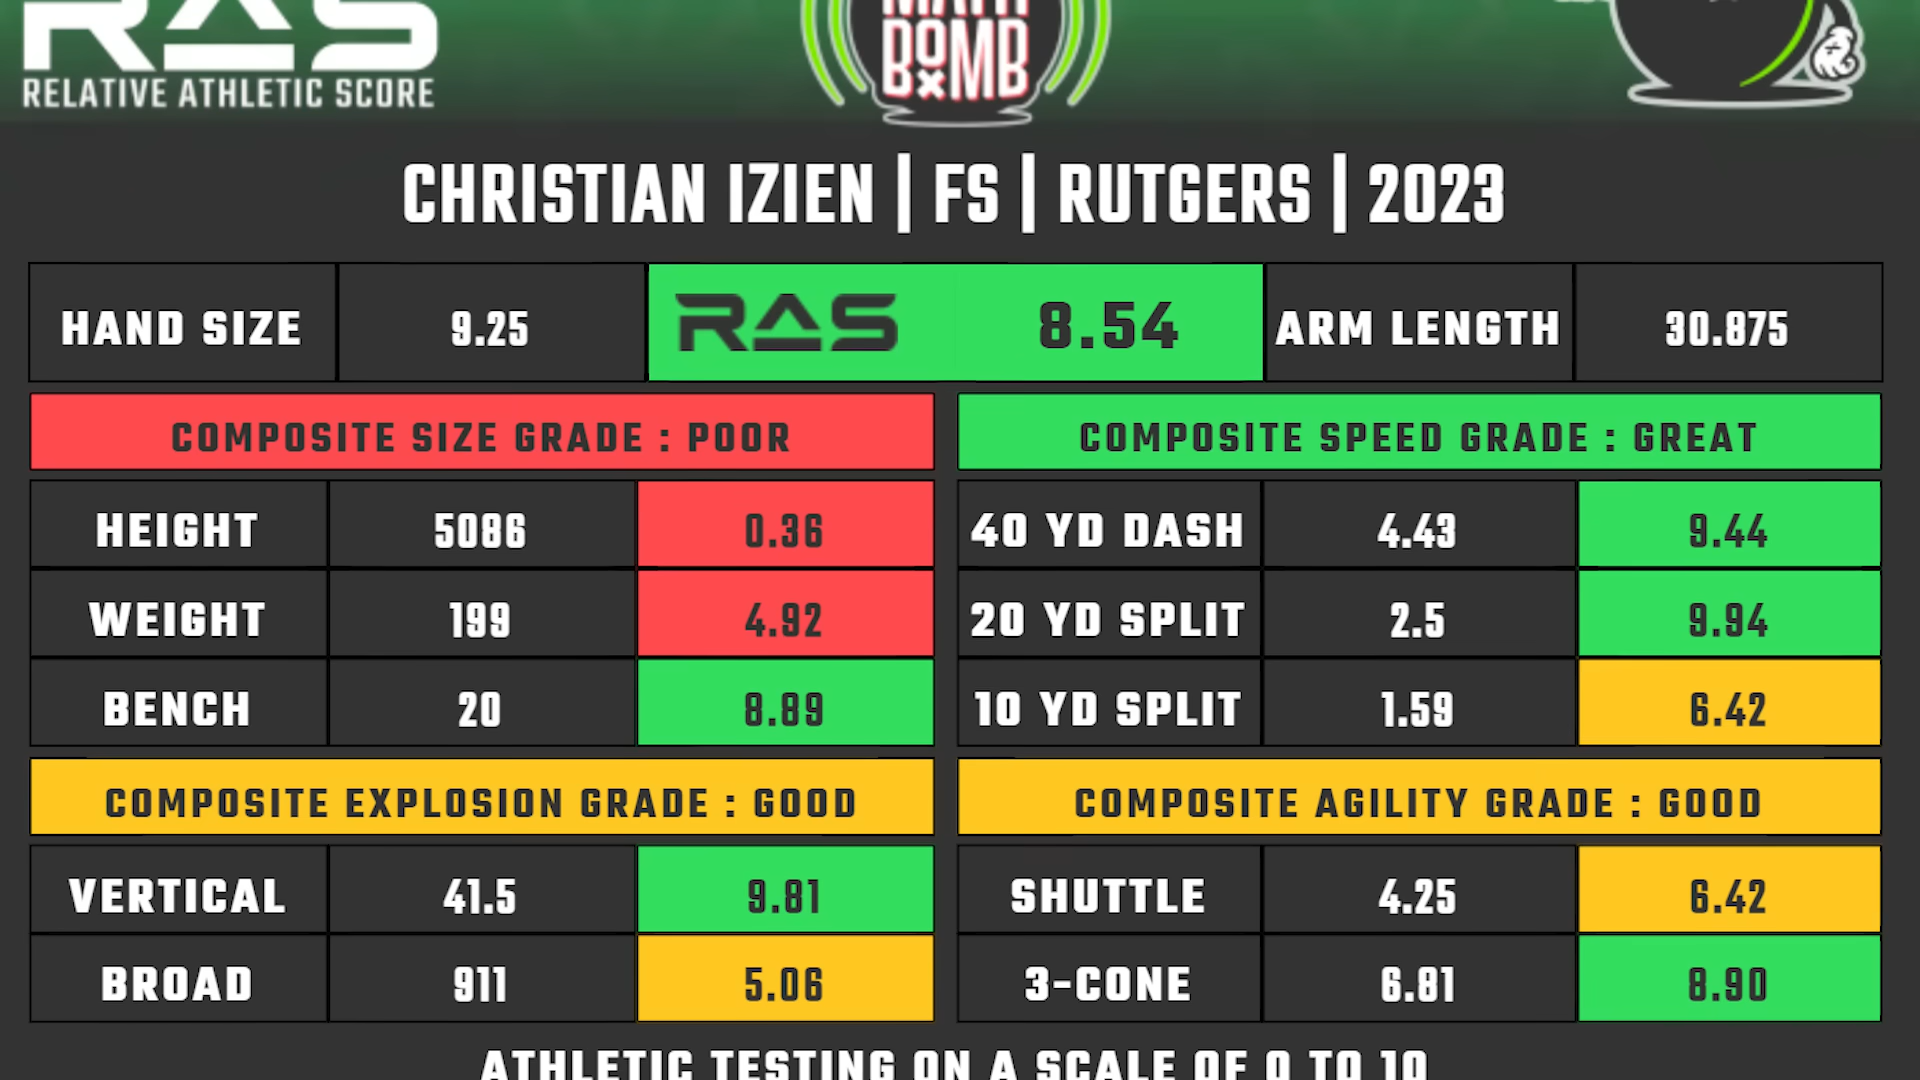 RAS
RELATIVE ATHLETIC SCORE
MATH
BOMB
CHRISTIAN IZIEN | FS | RUTGERS | 2023
HAND SIZE 9.25 RAS 8.54 ARM LENGTH 30.875
COMPOSITE SIZE GRADE : POOR COMPOSITE SPEED GRADE : GREAT
HEIGHT 5086 0.36 40 YD DASH 4.43 9.44
WEIGHT 199 4.92 20 YD SPLIT 2.5 9.94
BENCH 20 8.89 10 YD SPLIT 1.59 6.42
COMPOSITE EXPLOSION GRADE : GOOD COMPOSITE AGILITY GRADE : GOOD
VERTICAL 41.5 9.81 SHUTTLE 4.25 6.42
BROAD 911 5.06 3-CONE 6.81 8.90
ATHLETIC TESTING ON A SCALE OF 0 TO 10